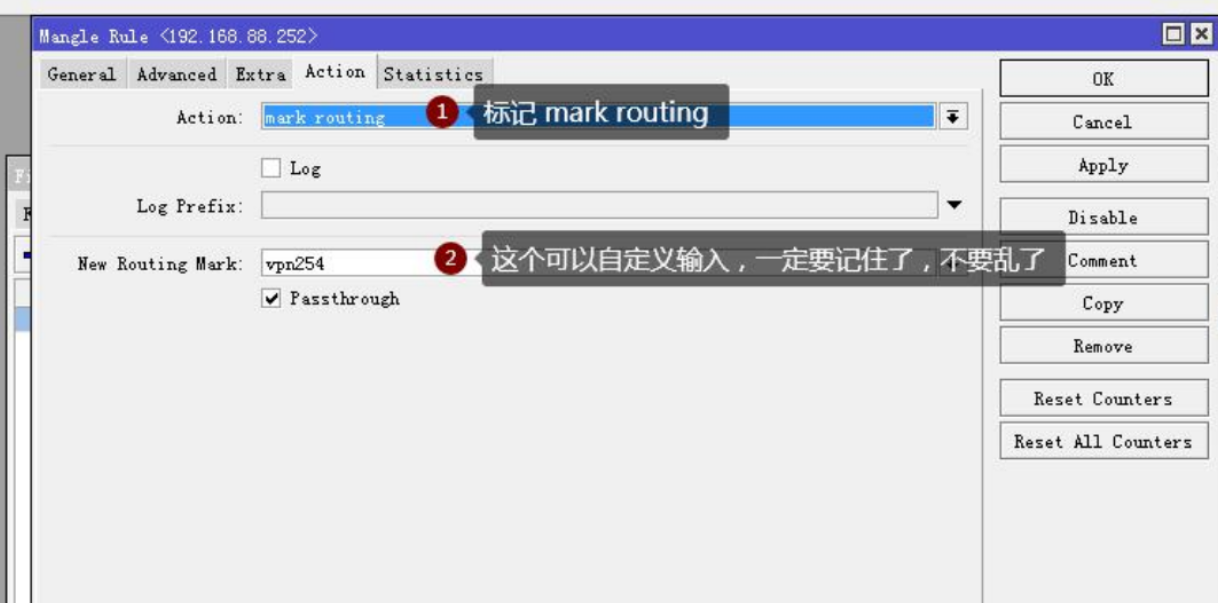 Mangle Rule <192.168.88.252>
General Advanced Extra Action Statistics
Action: mark routing
1 标记 mark routing
Log
Log Prefix:
New Routing Mark: vpn254
2 这个可以自定义输入，一定要记住了，不要乱了
Passthrough
OK
Cancel
Apply
Disable
Comment
Copy
Remove
Reset Counters
Reset All Counters